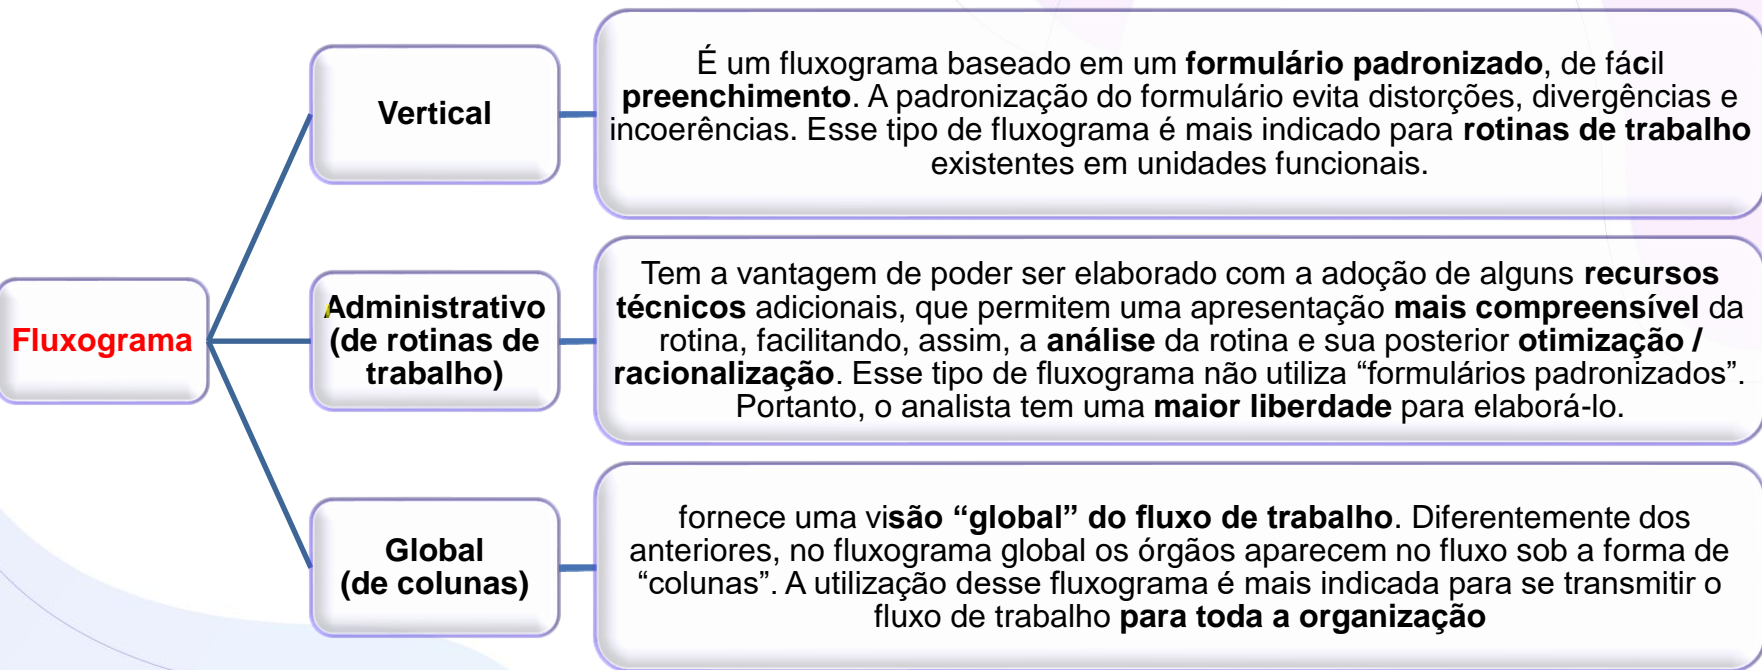 Fluxograma
Vertical
É um fluxograma baseado em um formulário padronizado, de fácil
preenchimento. A padronização do formulário evita distorções, divergências e
incoerências. Esse tipo de fluxograma é mais indicado para rotinas de trabalho
existentes em unidades funcionais.
Administrativo
(de rotinas de
trabalho)
Tem a vantagem de poder ser elaborado com a adoção de alguns recursos
técnicos adicionais, que permitem uma apresentação mais compreensível da
rotina, facilitando, assim, a análise da rotina e sua posterior otimização /
racionalização. Esse tipo de fluxograma não utiliza “formulários padronizados”.
Portanto, o analista tem uma maior liberdade para elaborá-lo.
Global
(de colunas)
fornece uma visão “global” do fluxo de trabalho. Diferentemente dos
anteriores, no fluxograma global os órgãos aparecem no fluxo sob a forma de
“colunas”. A utilização desse fluxograma é mais indicada para se transmitir o
fluxo de trabalho para toda a organização